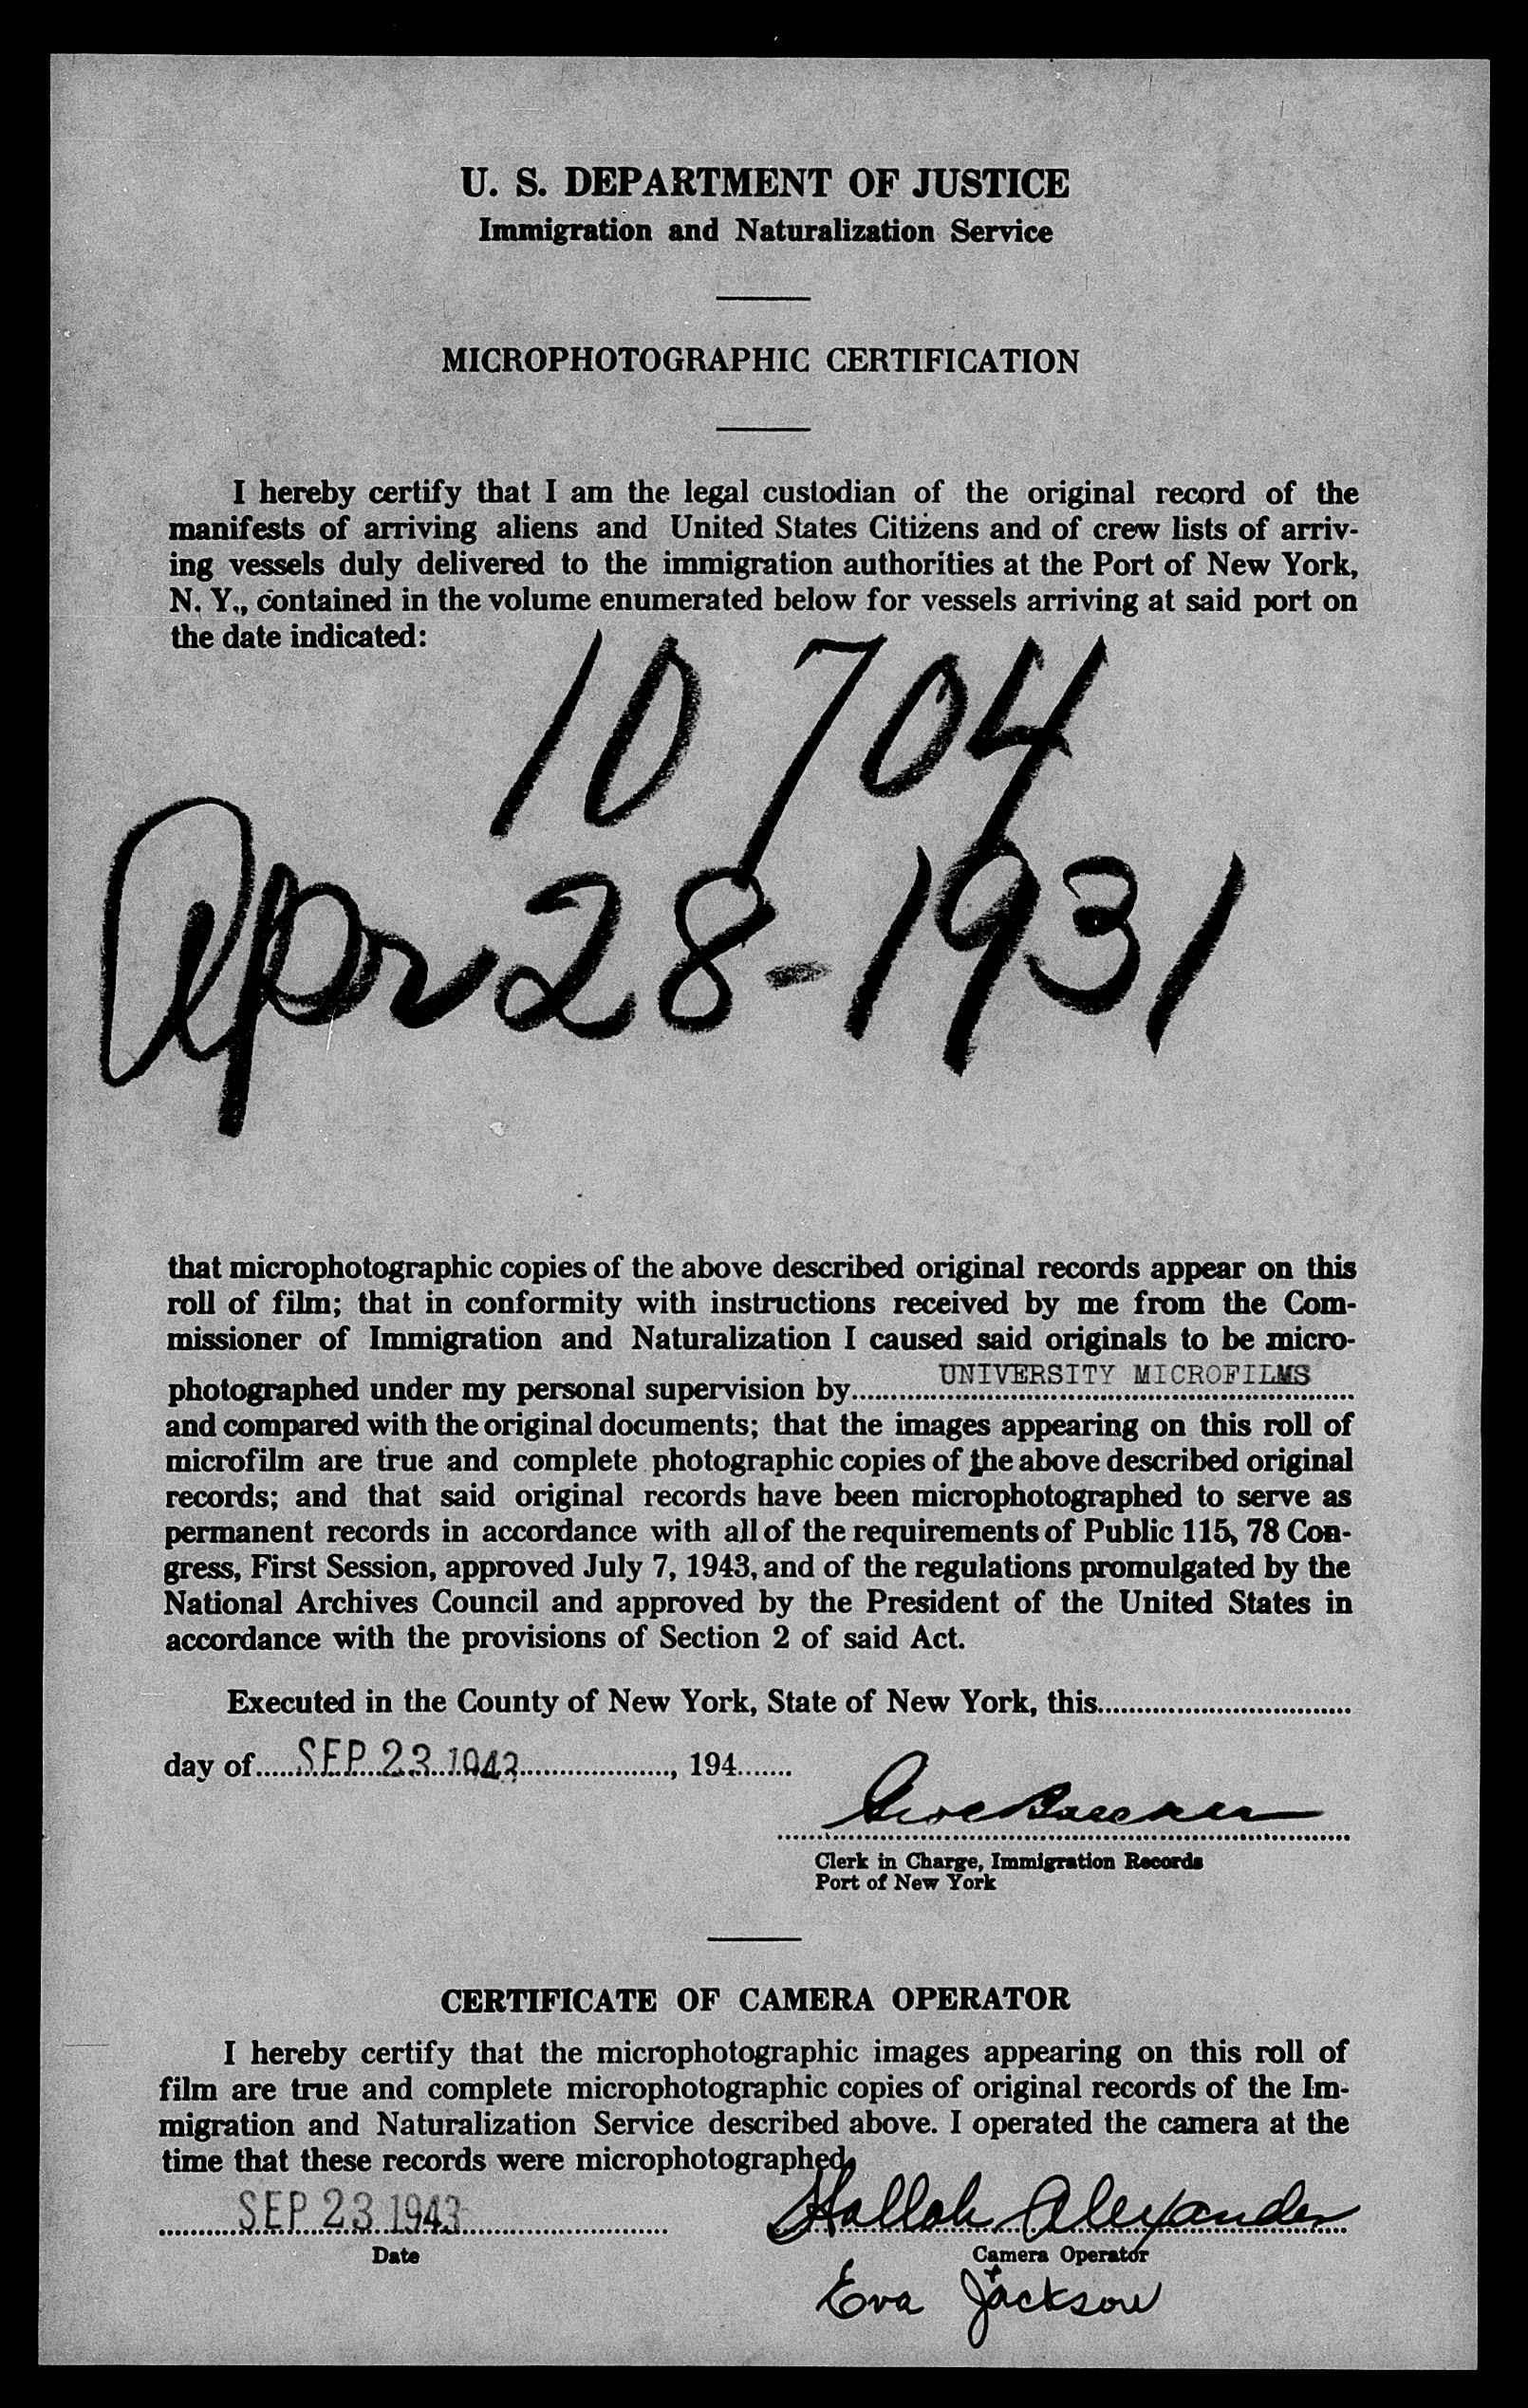 U. S. DEPARTMENT OF JUSTICE
Immigration and Naturalization Service
MICROPHOTOGRAPHIC CERTIFICATION
I hereby certify that I am the legal custodian of the original record of the
manifests of arriving aliens and United States Citizens and of crew lists of arriv-
ing vessels duly delivered to the immigration authorities at the Port of New York,
N. Y., contained in the volume enumerated below for vessels arriving at said port on
the date indicated:
10704
Apr 28-1931
that microphotographic copies of the above described original records appear on this
roll of film; that in conformity with instructions received by me from the Com-
missioner of Immigration and Naturalization I caused said originals to be micro-
photographed under my personal supervision by UNIVERSITY MICROFILMS
and compared with the original documents; that the images appearing on this roll of
microfilm are true and complete photographic copies of the above described original
records; and that said original records have been microphotographed to serve as
permanent records in accordance with all of the requirements of Public 115, 78 Con-
gress, First Session, approved July 7, 1943, and of the regulations promulgated by the
National Archives Council and approved by the President of the United States in
accordance with the provisions of Section 2 of said Act.
Executed in the County of New York, State of New York, this
day of SEP 23 1943, 194
Clerk in Charge, Immigration Records
Port of New York
CERTIFICATE OF CAMERA OPERATOR
I hereby certify that the microphotographic images appearing on this roll of
film are true and complete microphotographic copies of original records of the Im-
migration and Naturalization Service described above. I operated the camera at the
time that these records were microphotographed.
SEP 23 1943 Hallah Alexander
Date Camera Operator
Eva Jackson